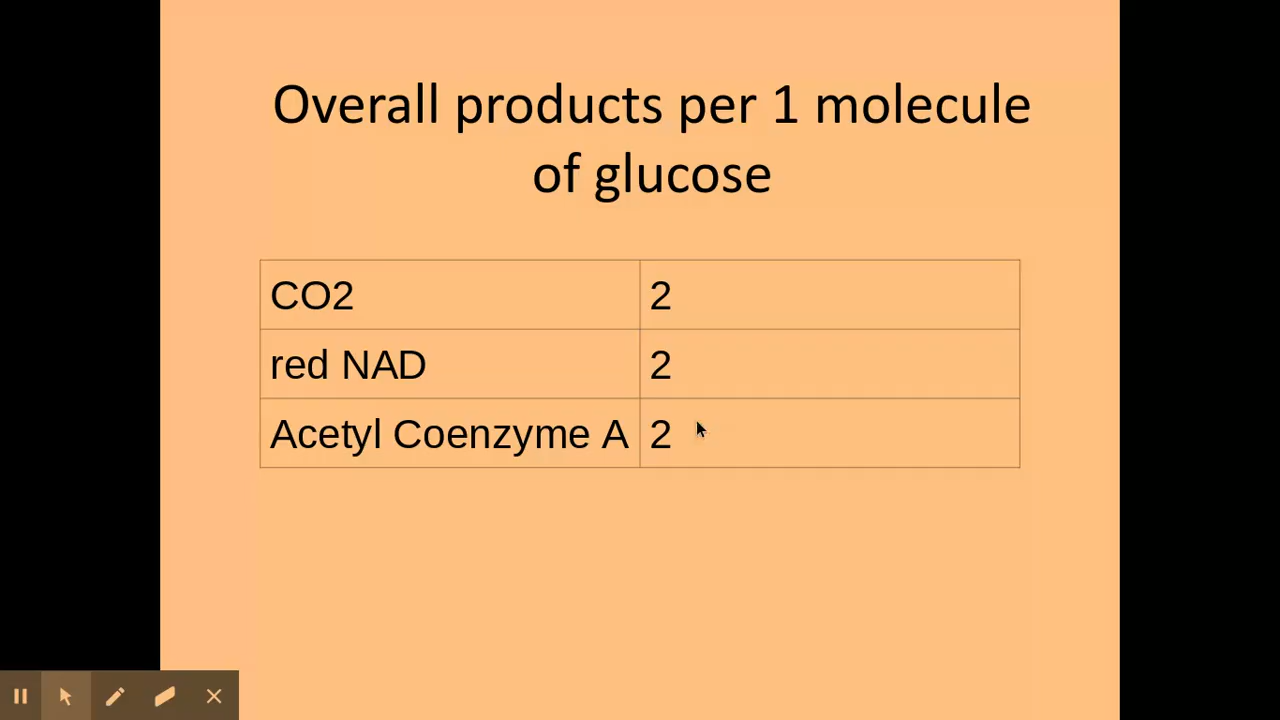 Overall products per 1 molecule
of glucose
CO2 2
red NAD 2
Acetyl Coenzyme A 2